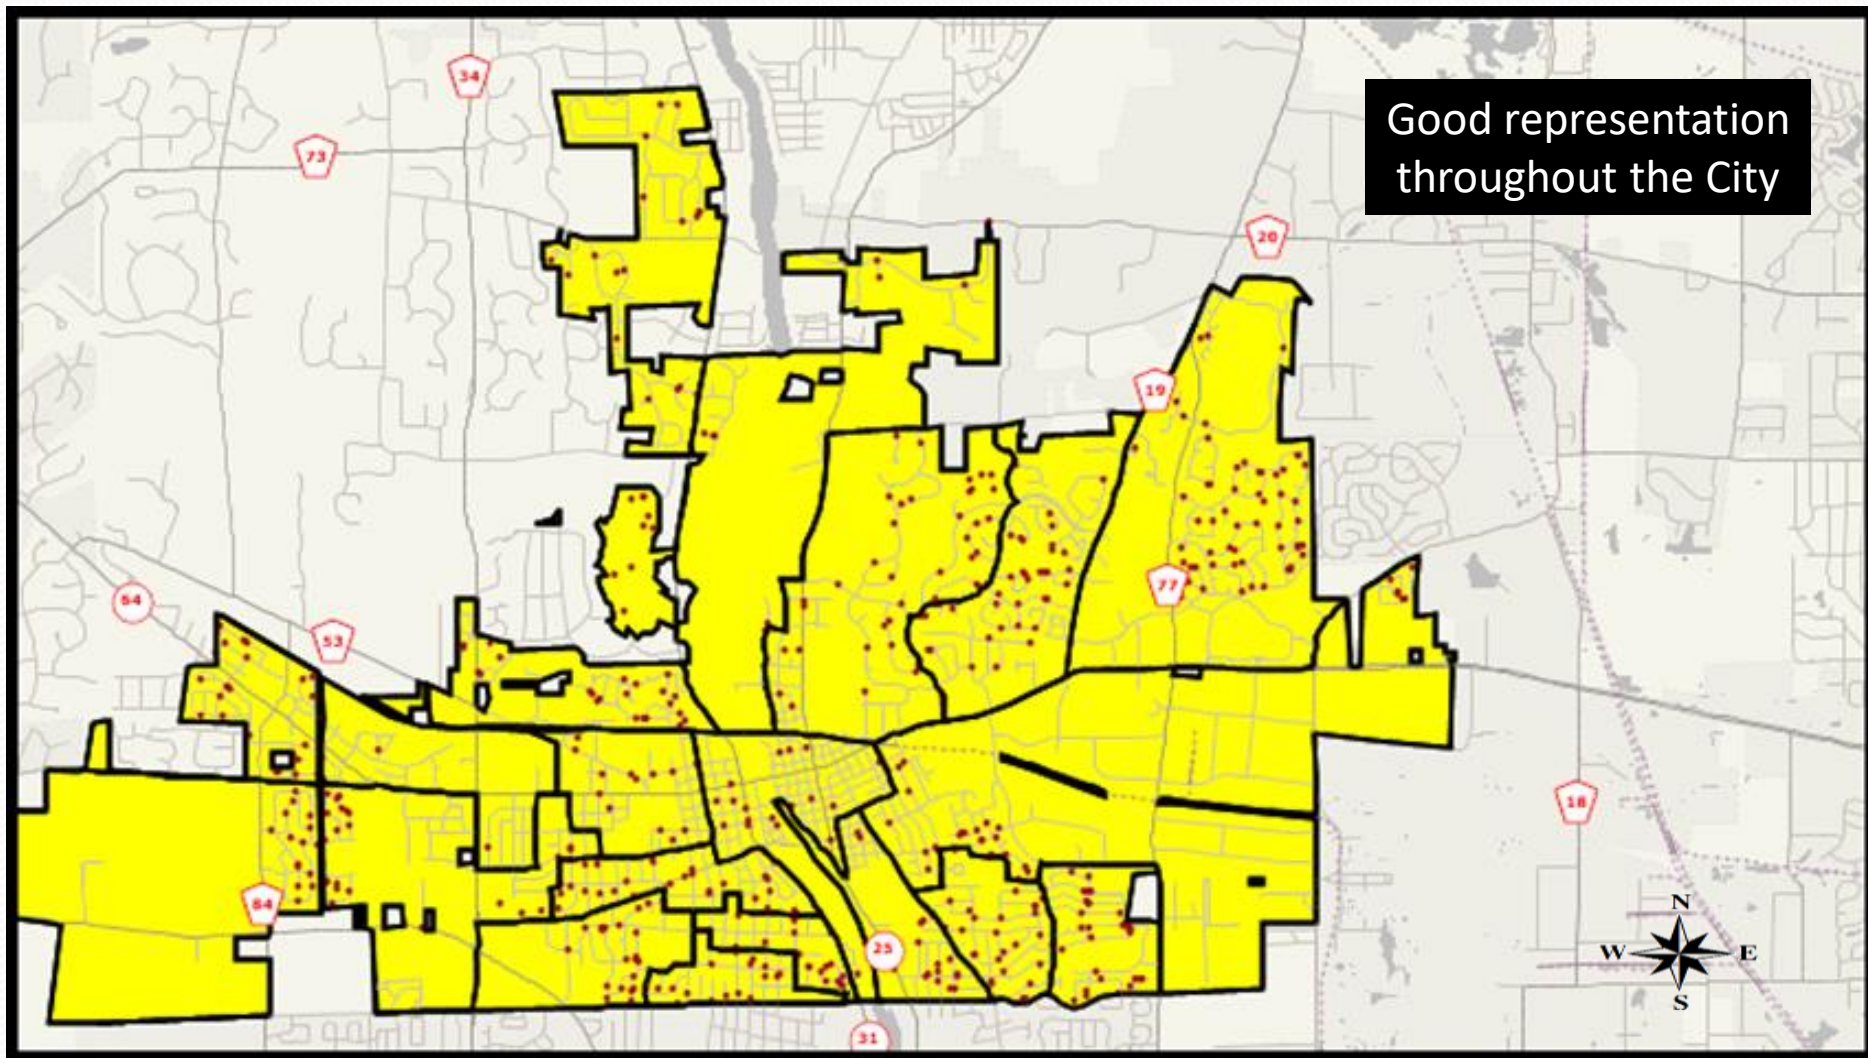 34
Good representation
throughout the City
73
20
19
77
64
53
18
N
64
W E
25
S
31